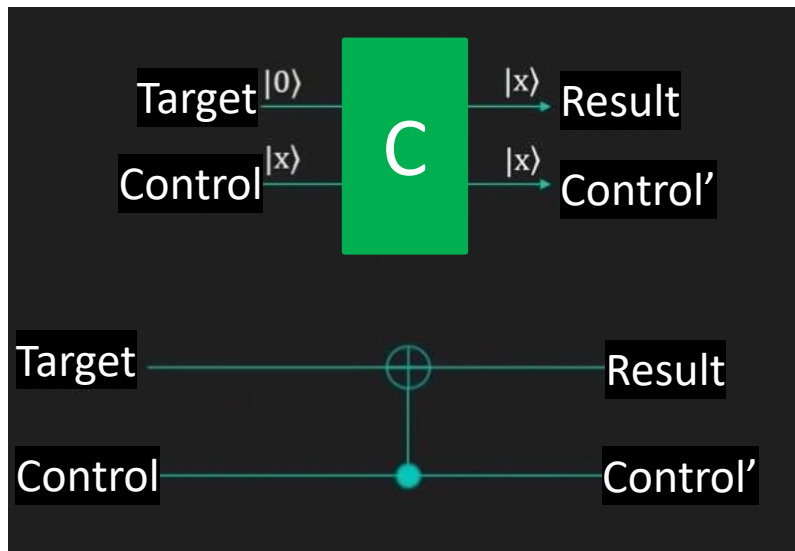 Target |0⟩ C |x⟩ Result
Control |x⟩ |x⟩ Control’
Target Result
Control Control’